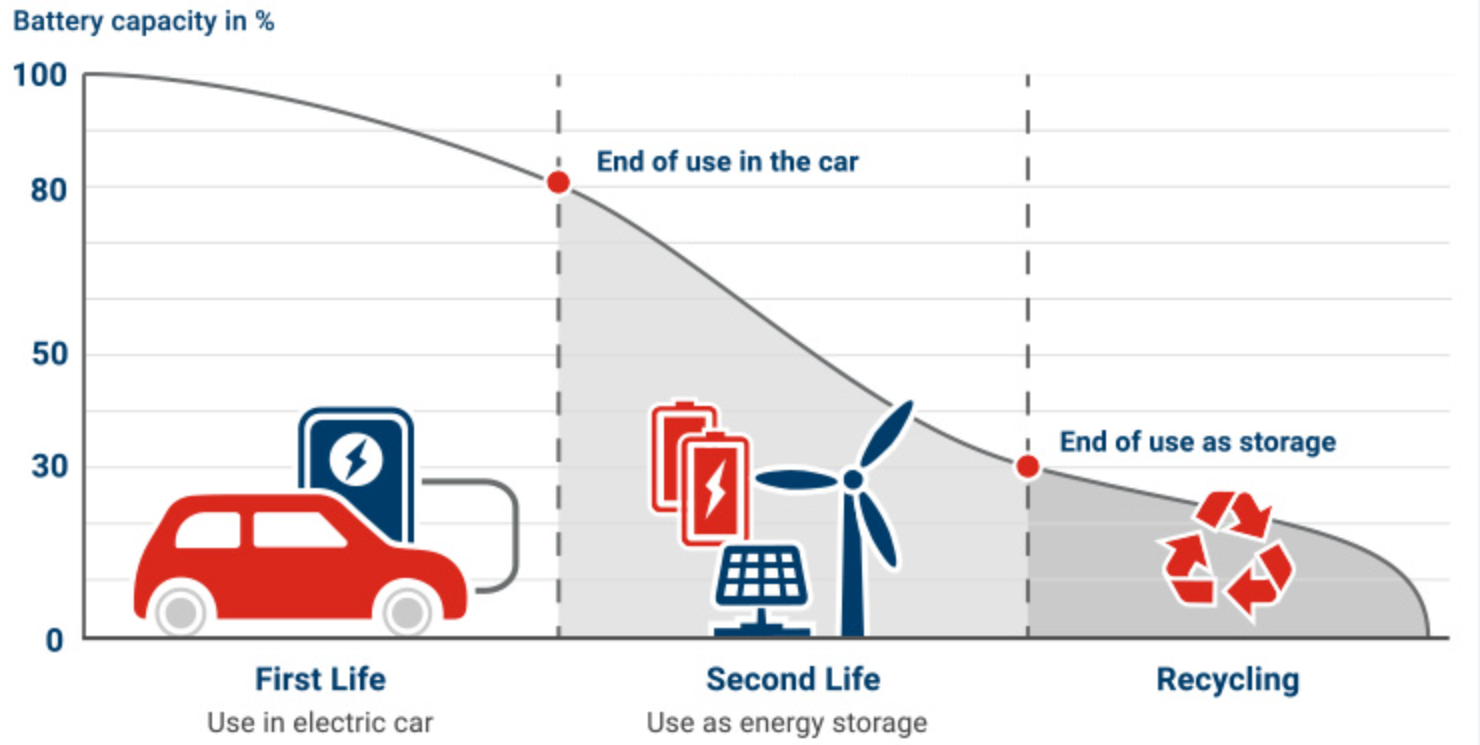 Battery capacity in %
100
80
50
30
0
End of use in the car
End of use as storage
First Life
Use in electric car
Second Life
Use as energy storage
Recycling